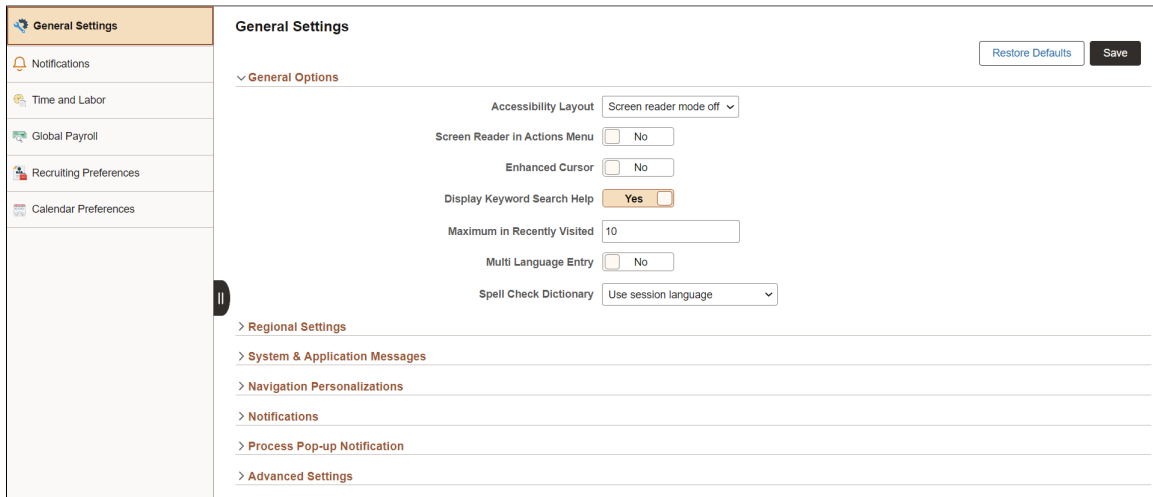 General Settings
Notifications
Time and Labor
Global Payroll
Recruiting Preferences
Calendar Preferences
General Settings
Restore Defaults
Save
General Options
Accessibility Layout Screen reader mode off
Screen Reader in Actions Menu No
Enhanced Cursor No
Display Keyword Search Help Yes
Maximum in Recently Visited 10
Multi Language Entry No
Spell Check Dictionary Use session language
Regional Settings
System & Application Messages
Navigation Personalizations
Notifications
Process Pop-up Notification
Advanced Settings